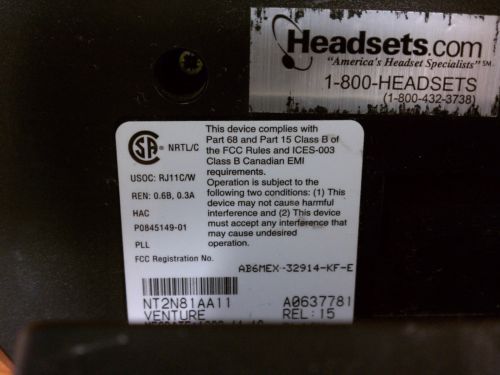 Headsets.com
"America's Headset Specialists" SM
1-800-HEADSETS
(1-800-432-3738)
SA
NRTL/C
USOC: RJ11C/W
REN: 0.6B, 0.3A
HAC
P0845149-01
PLL
FCC Registration No.
This device complies with
Part 68 and Part 15 Class B of
the FCC Rules and ICES-003
Class B Canadian EMI
requirements.
Operation is subject to the
following two conditions: (1) This
device may not cause harmful
interference and (2) This device
must accept any interference that
may cause undesired
operation.
AB6MEX-32914-KF-E
NT2N81AA11 A0637781
VENTURE REL:15